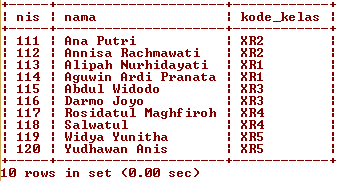 nis nama kode_kelas
111 Ana Putri XR2
112 Annisa Rachmawati XR2
113 Alipah Nurhidayati XR1
114 Aguwin Ardi Pranata XR1
115 Abdul Widodo XR3
116 Darmo Joyo XR3
117 Rosidatul Maghfiroh XR4
118 Salwatul XR4
119 Widya Yunitha XR5
120 Yudhawan Anis XR5
10 rows in set (0.00 sec)